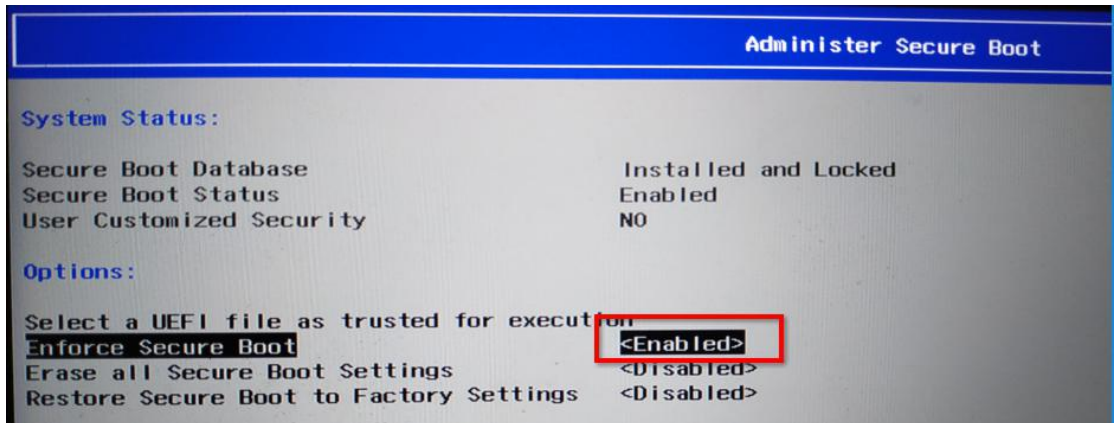 Administer Secure Boot
System Status:
Secure Boot Database Installed and Locked
Secure Boot Status Enabled
User Customized Security NO
Options:
Select a UEFI file as trusted for execution
Enforce Secure Boot <Enabled>
Erase all Secure Boot Settings <Disabled>
Restore Secure Boot to Factory Settings <Disabled>